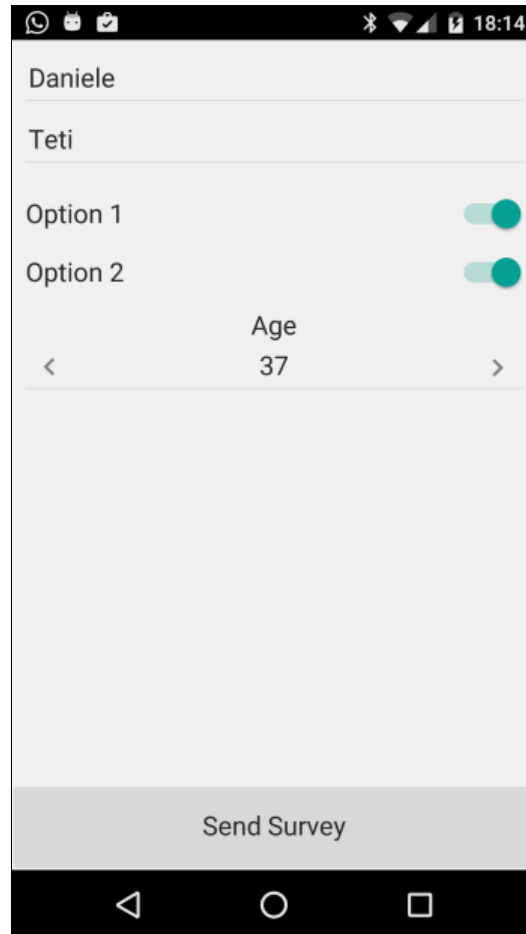 18:14
Daniele
Teti
Option 1
Option 2
Age
37
Send Survey